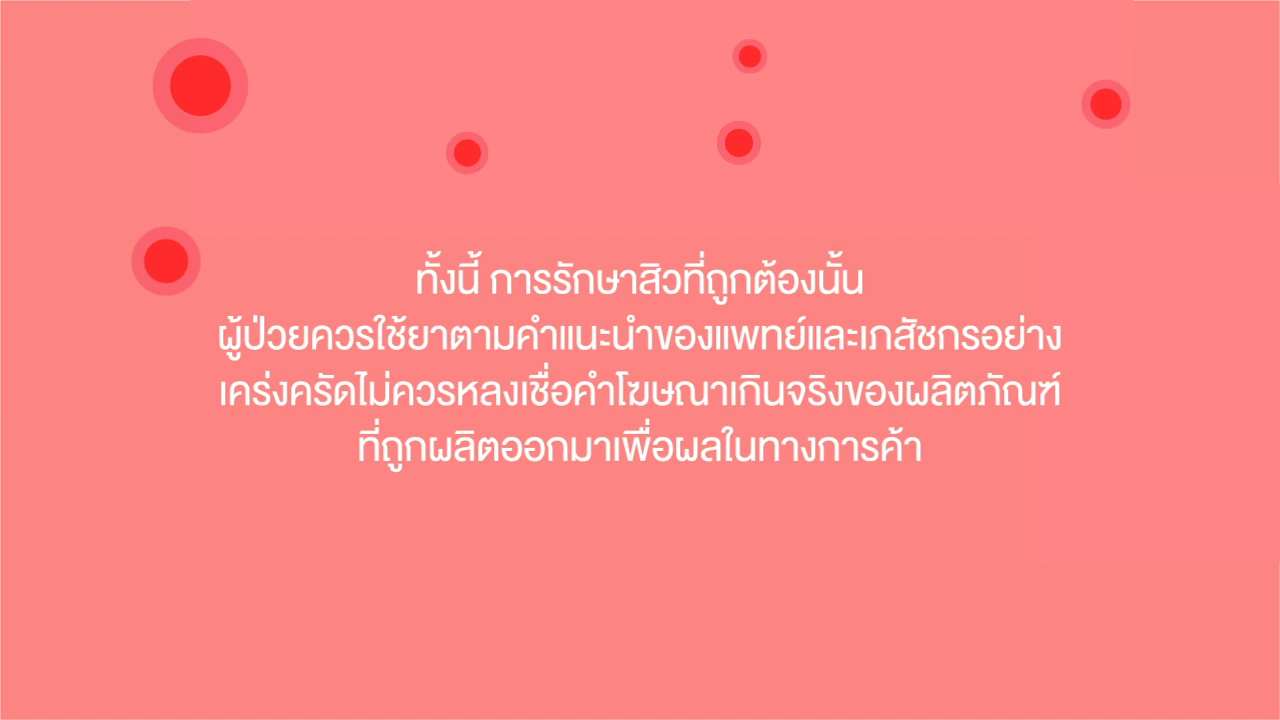 ทั้งนี้ การรักษาสิวที่ถูกต้องนั้น
ผู้ป่วยควรใช้ยาตามคำแนะนำของแพทย์และเภสัชกรอย่าง
เคร่งครัดไม่ควรหลงเชื่อคำโฆษณาเกินจริงของผลิตภัณฑ์
ที่ถูกผลิตออกมาเพื่อผลในทางการค้า